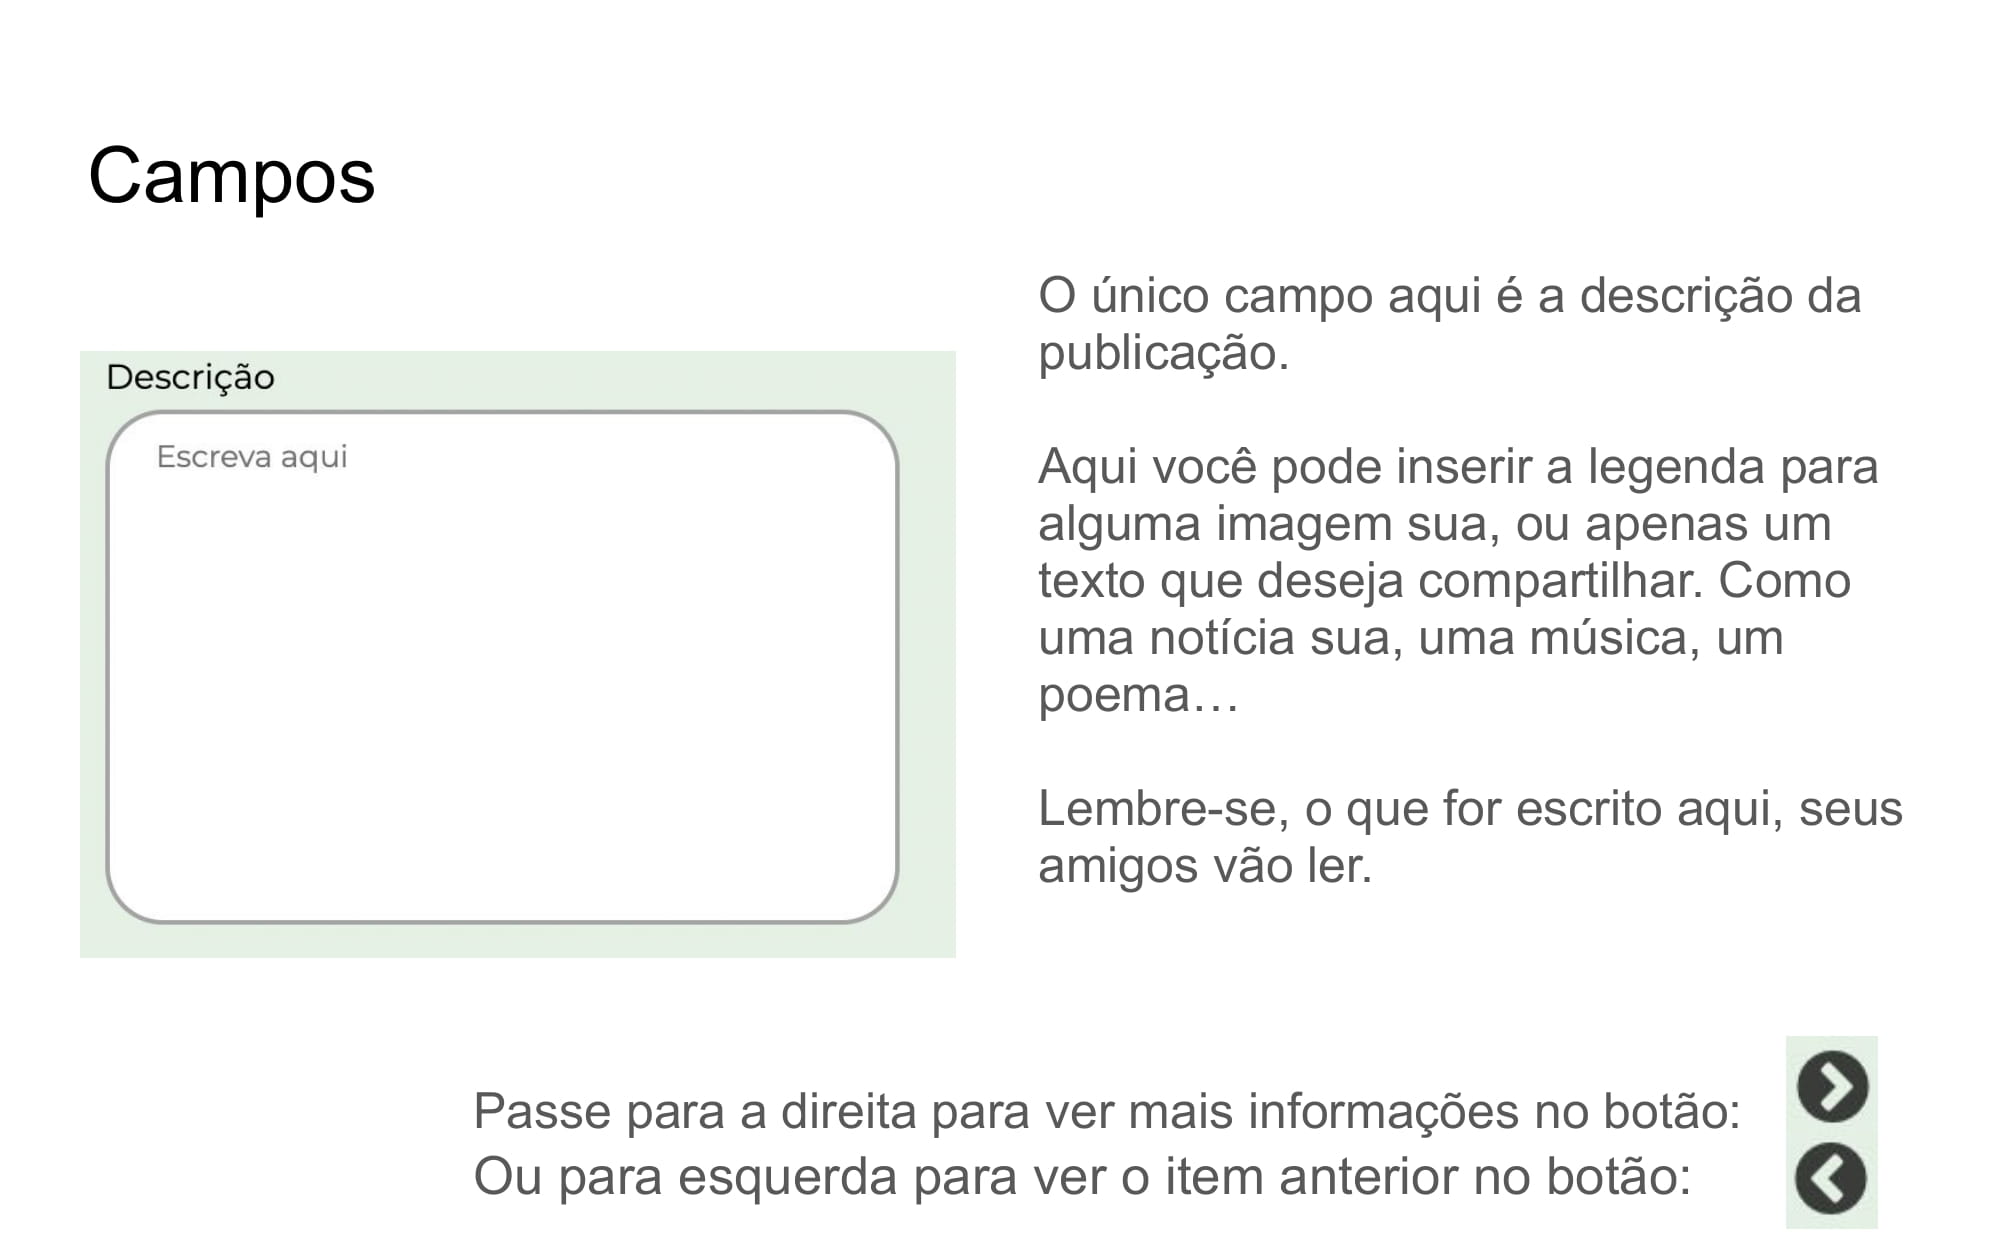 Campos
Descrição
Escreva aqui
O único campo aqui é a descrição da
publicação.
Aqui você pode inserir a legenda para
alguma imagem sua, ou apenas um
texto que deseja compartilhar. Como
uma notícia sua, uma música, um
poema…
Lembre-se, o que for escrito aqui, seus
amigos vão ler.
Passe para a direita para ver mais informações no botão:
Ou para esquerda para ver o item anterior no botão: